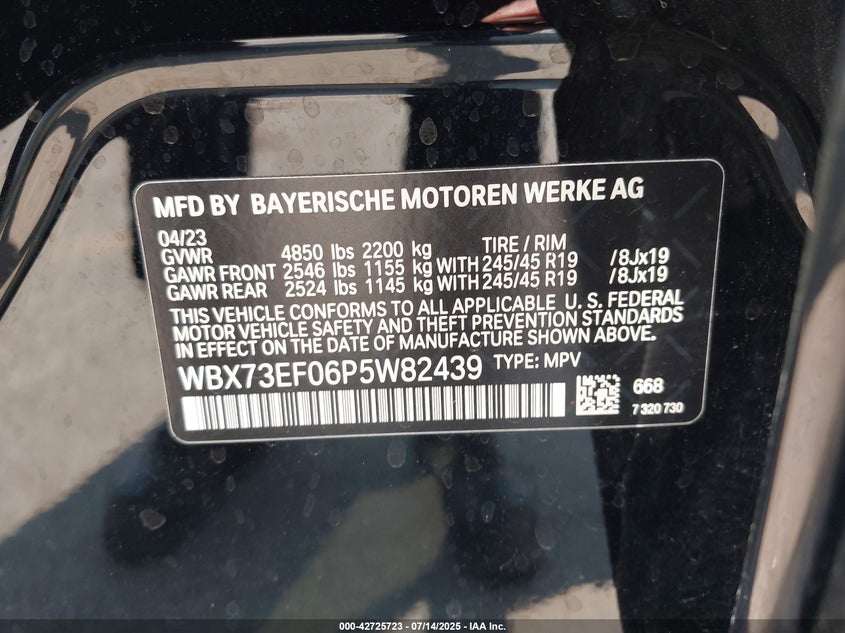 MFD BY BAYERISCHE MOTOREN WERKE AG
04/23 TIRE / RIM
GVWR 4850 lbs 2200 kg
GAWR FRONT 2546 lbs 1155 kg WITH 245/45 R19 /8Jx19
GAWR REAR 2524 lbs 1145 kg WITH 245/45 R19 /8Jx19
THIS VEHICLE CONFORMS TO ALL APPLICABLE U. S. FEDERAL
MOTOR VEHICLE SAFETY AND THEFT PREVENTION STANDARDS
IN EFFECT ON THE DATE OF MANUFACTURE SHOWN ABOVE.
WBX73EF06P5W82439 TYPE: MPV
668
7 320 730
000-42725723 - 07/14/2025 - IAA Inc.